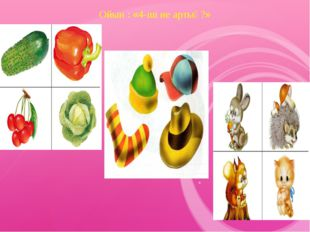 Ойын : «4-ші не артық ?»